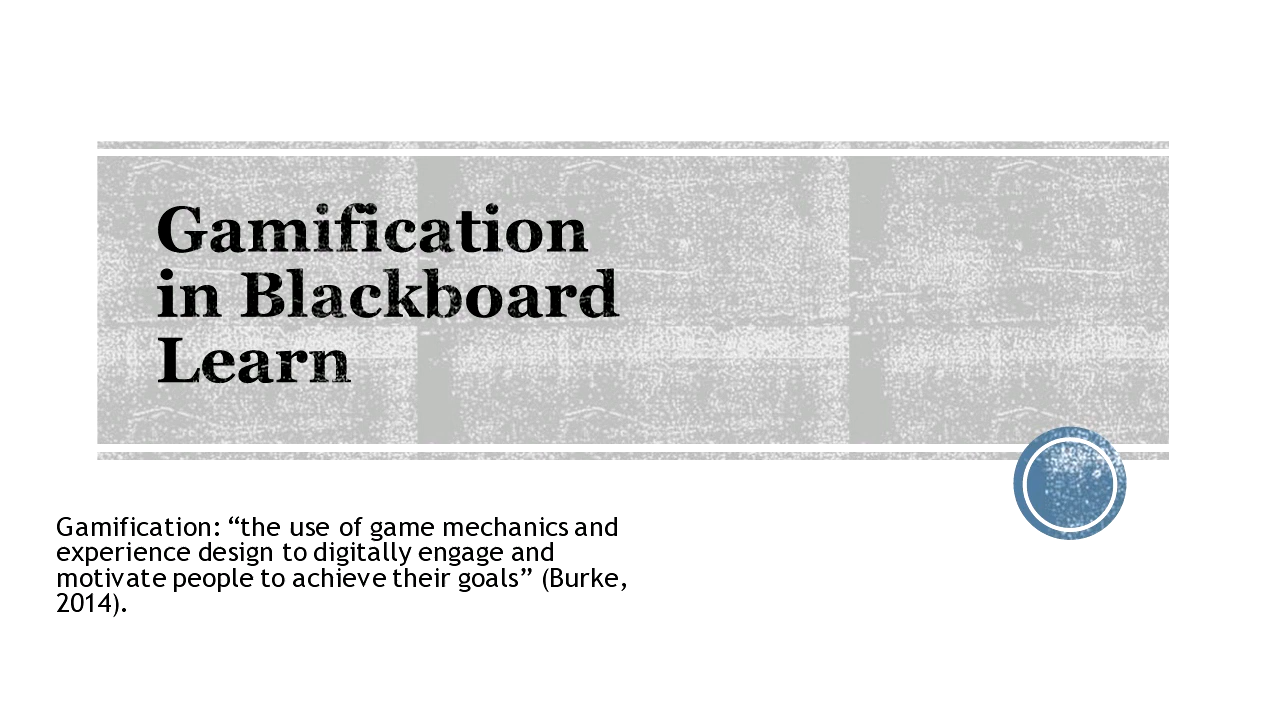 Gamification
in Blackboard
Learn
Gamification: “the use of game mechanics and
experience design to digitally engage and
motivate people to achieve their goals” (Burke,
2014).